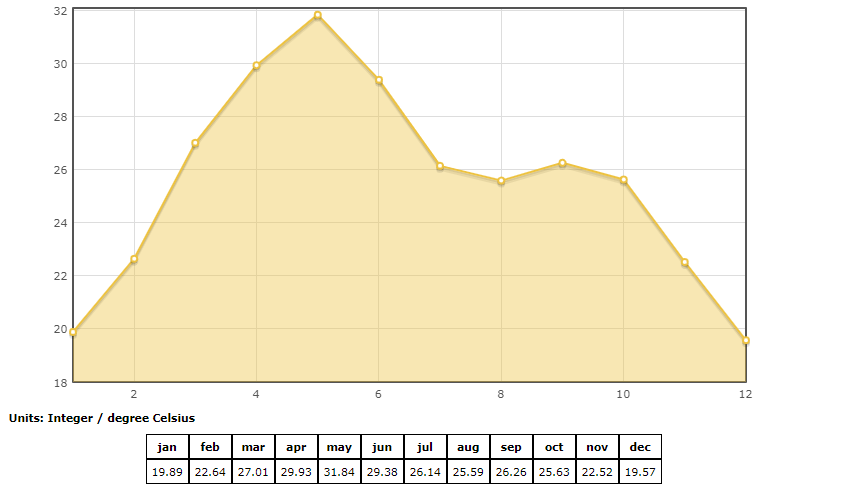 32
30
28
26
24
22
20
18
2 4 6 8 10 12
Units: Integer / degree Celsius
jan feb mar apr may jun jul aug sep oct nov dec
19.89 22.64 27.01 29.93 31.84 29.38 26.14 25.59 26.26 25.63 22.52 19.57